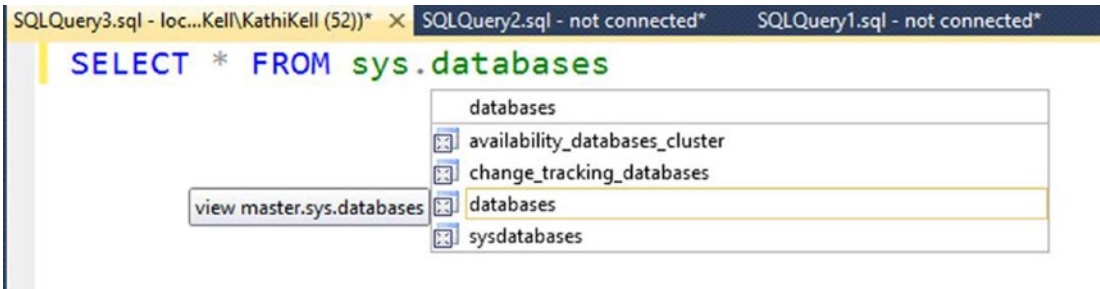 SQLQuery3.sql - loc...Kell\KathiKell (52))* SQLQuery2.sql - not connected* SQLQuery1.sql - not connected*
SELECT * FROM sys.databases
databases
availability_databases_cluster
change_tracking_databases
view master.sys.databases databases
sysdatabases